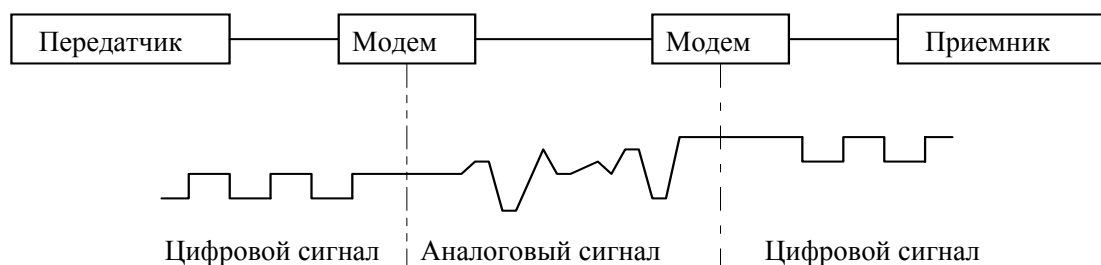 Передатчик Модем Модем Приемник
Цифровой сигнал Аналоговый сигнал Цифровой сигнал